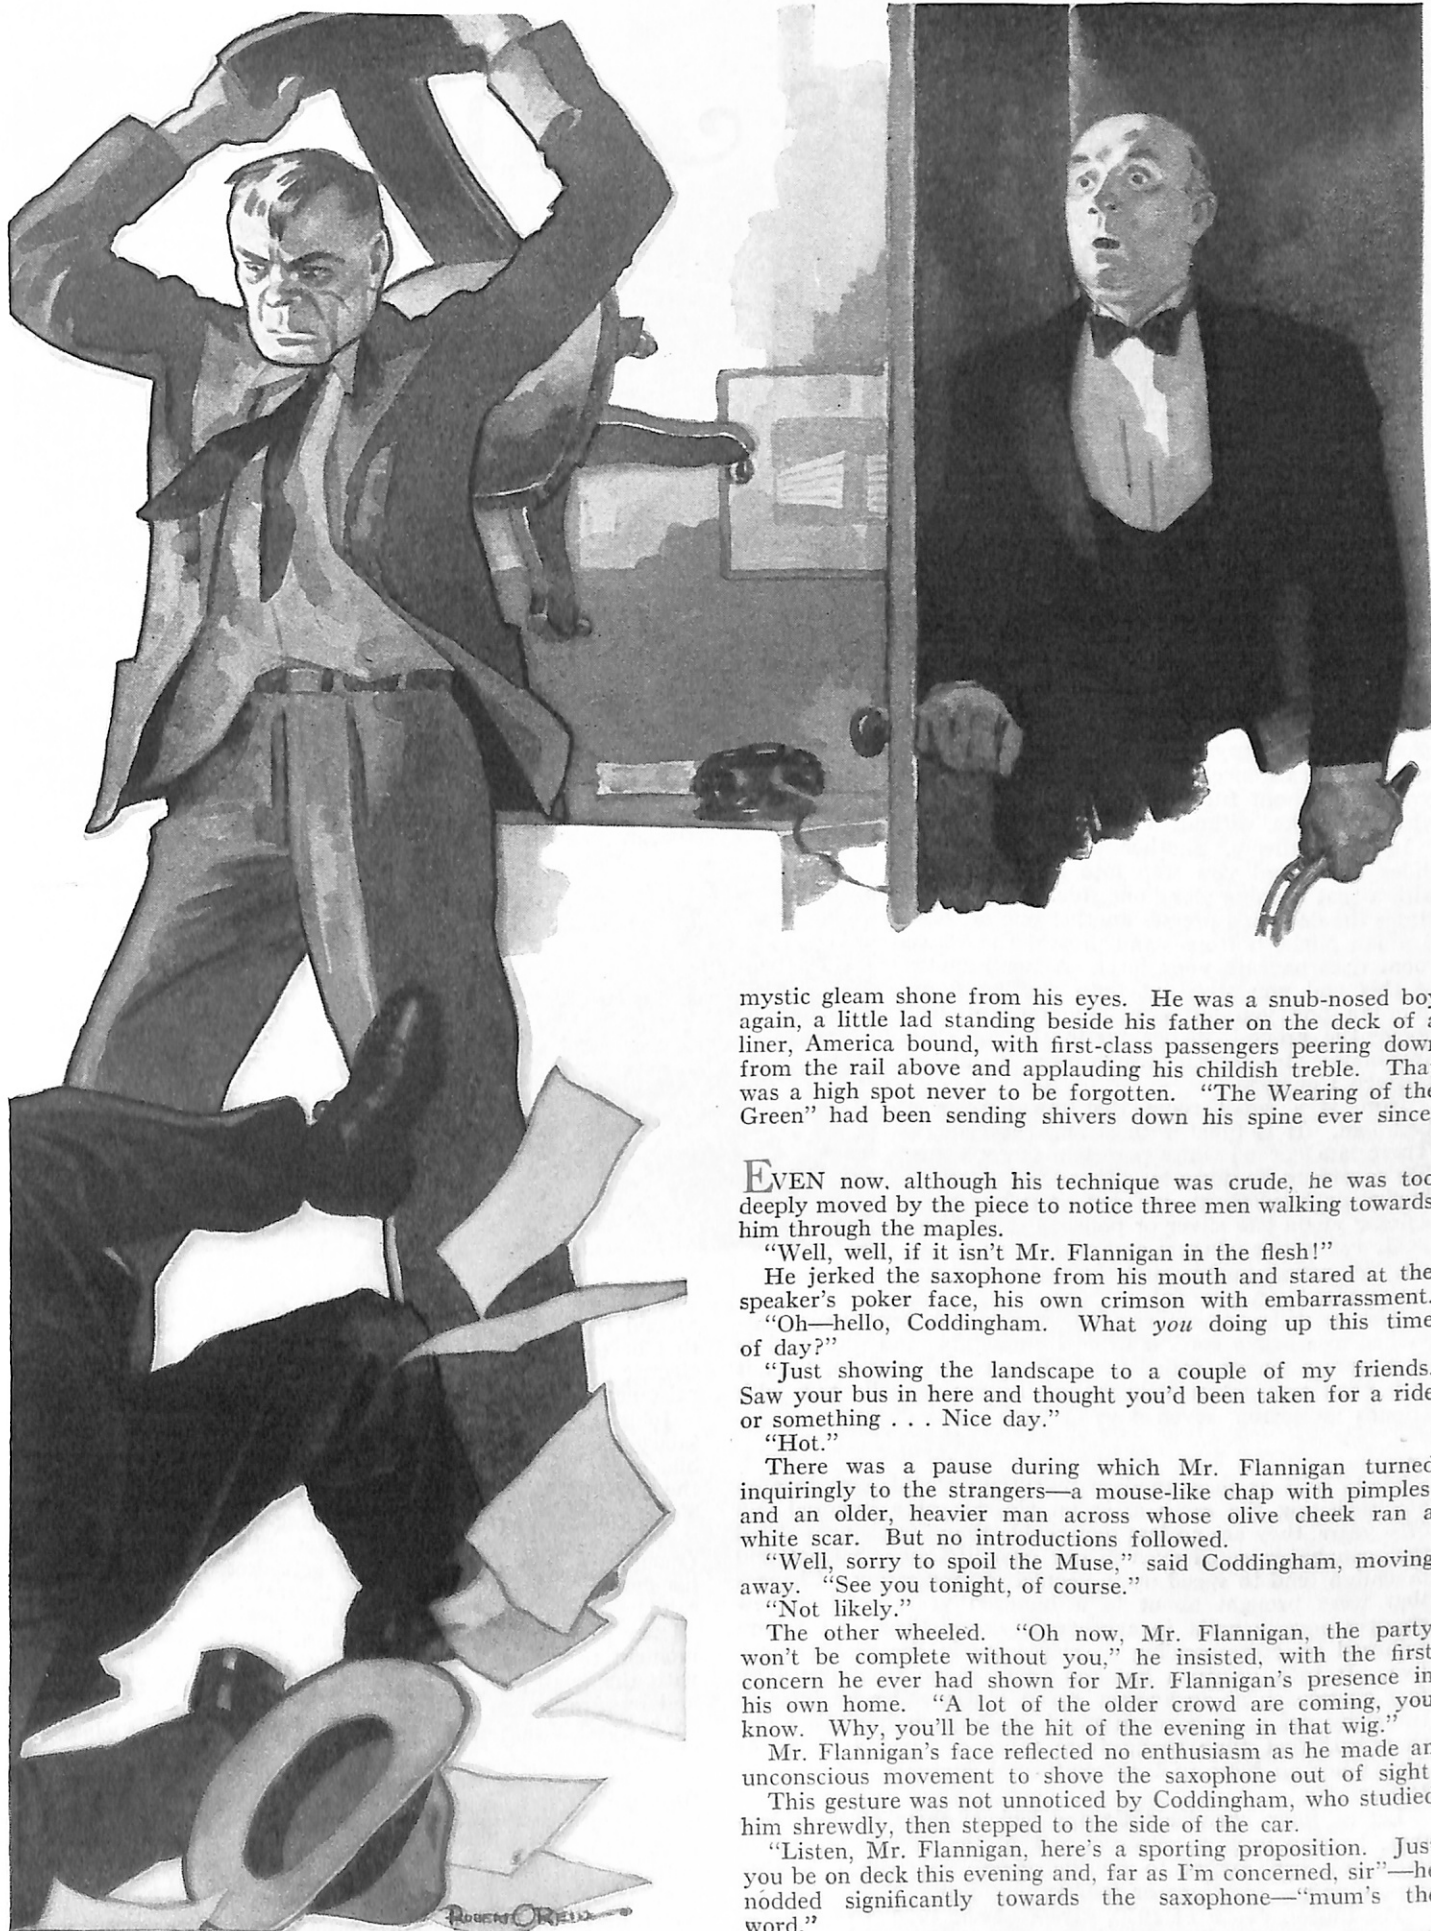 mystic gleam shone from his eyes. He was a snub-nosed boy
again, a little lad standing beside his father on the deck of a
liner, America bound, with first-class passengers peering down
from the rail above and applauding his childish treble. That
was a high spot never to be forgotten. “The Wearing of the
Green” had been sending shivers down his spine ever since
EVEN now. although his technique was crude, he was too
deeply moved by the piece to notice three men walking towards
him through the maples.
“Well, well, if it isn't Mr. Flannigan in the flesh!”
He jerked the saxophone from his mouth and stared at the
speaker's poker face, his own crimson with embarrassment.
“Oh—hello, Coddingham. What you doing up this time
of day?”
“Just showing the landscape to a couple of my friends.
Saw your bus in here and thought you'd been taken for a ride
or something . . . Nice day.”
“Hot.”
There was a pause during which Mr. Flannigan turned
inquiringly to the strangers—a mouse-like chap with pimples
and an older, heavier man across whose olive cheek ran a
white scar. But no introductions followed.
“Well, sorry to spoil the Muse,” said Coddingham, moving
away. “See you tonight, of course.”
“Not likely.”
The other wheeled. “Oh now, Mr. Flannigan, the party
won't be complete without you,” he insisted, with the first
concern he ever had shown for Mr. Flannigan's presence in
his own home. “A lot of the older crowd are coming, you
know. Why, you'll be the hit of the evening in that wig.”
Mr. Flannigan's face reflected no enthusiasm as he made an
unconscious movement to shove the saxophone out of sight
This gesture was not unnoticed by Coddingham, who studied
him shrewdly, then stepped to the side of the car.
“Listen, Mr. Flannigan, here's a sporting proposition. Just
you be on deck this evening and, far as I'm concerned, sir”—he
nodded significantly towards the saxophone—“mum's the
word.”
ROBERT O REID